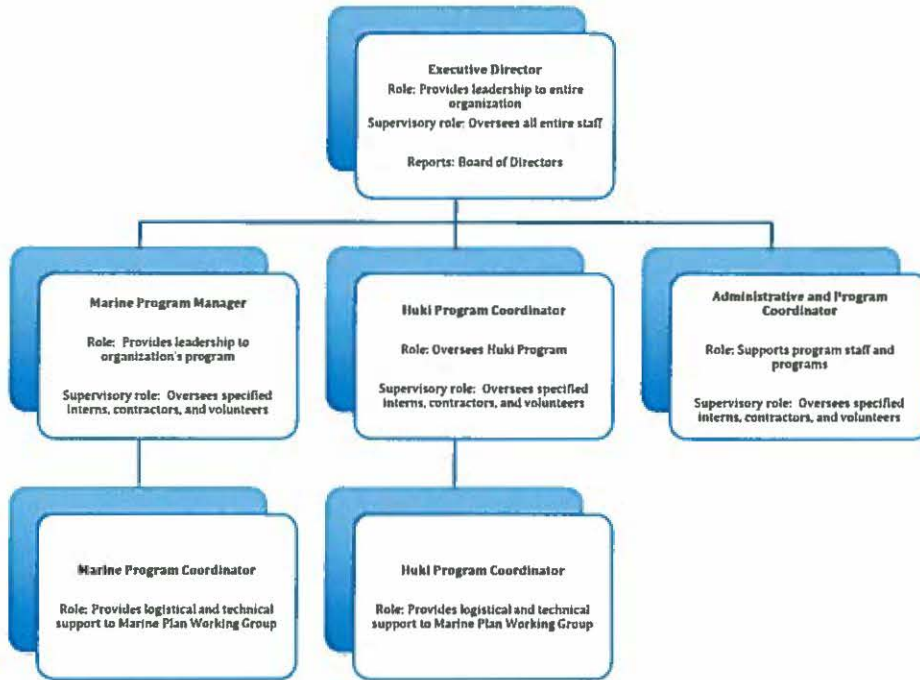 Executive Director
Role: Provides leadership to entire
organization
Supervisory role: Oversees all entire staff
Reports: Board of Directors
Marine Program Manager
Role: Provides leadership to
organization's program
Supervisory role: Oversees specified
interns, contractors, and volunteers
Huki Program Coordinator
Role: Oversees Huki Program
Supervisory role: Oversees specified
interns, contractors, and volunteers
Administrative and Program
Coordinator
Role: Supports program staff and
programs
Supervisory role: Oversees specified
interns, contractors, and volunteers
Marine Program Coordinator
Role: Provides logistical and technical
support to Marine Plan Working Group
Huki Program Coordinator
Role: Provides logistical and technical
support to Marine Plan Working Group